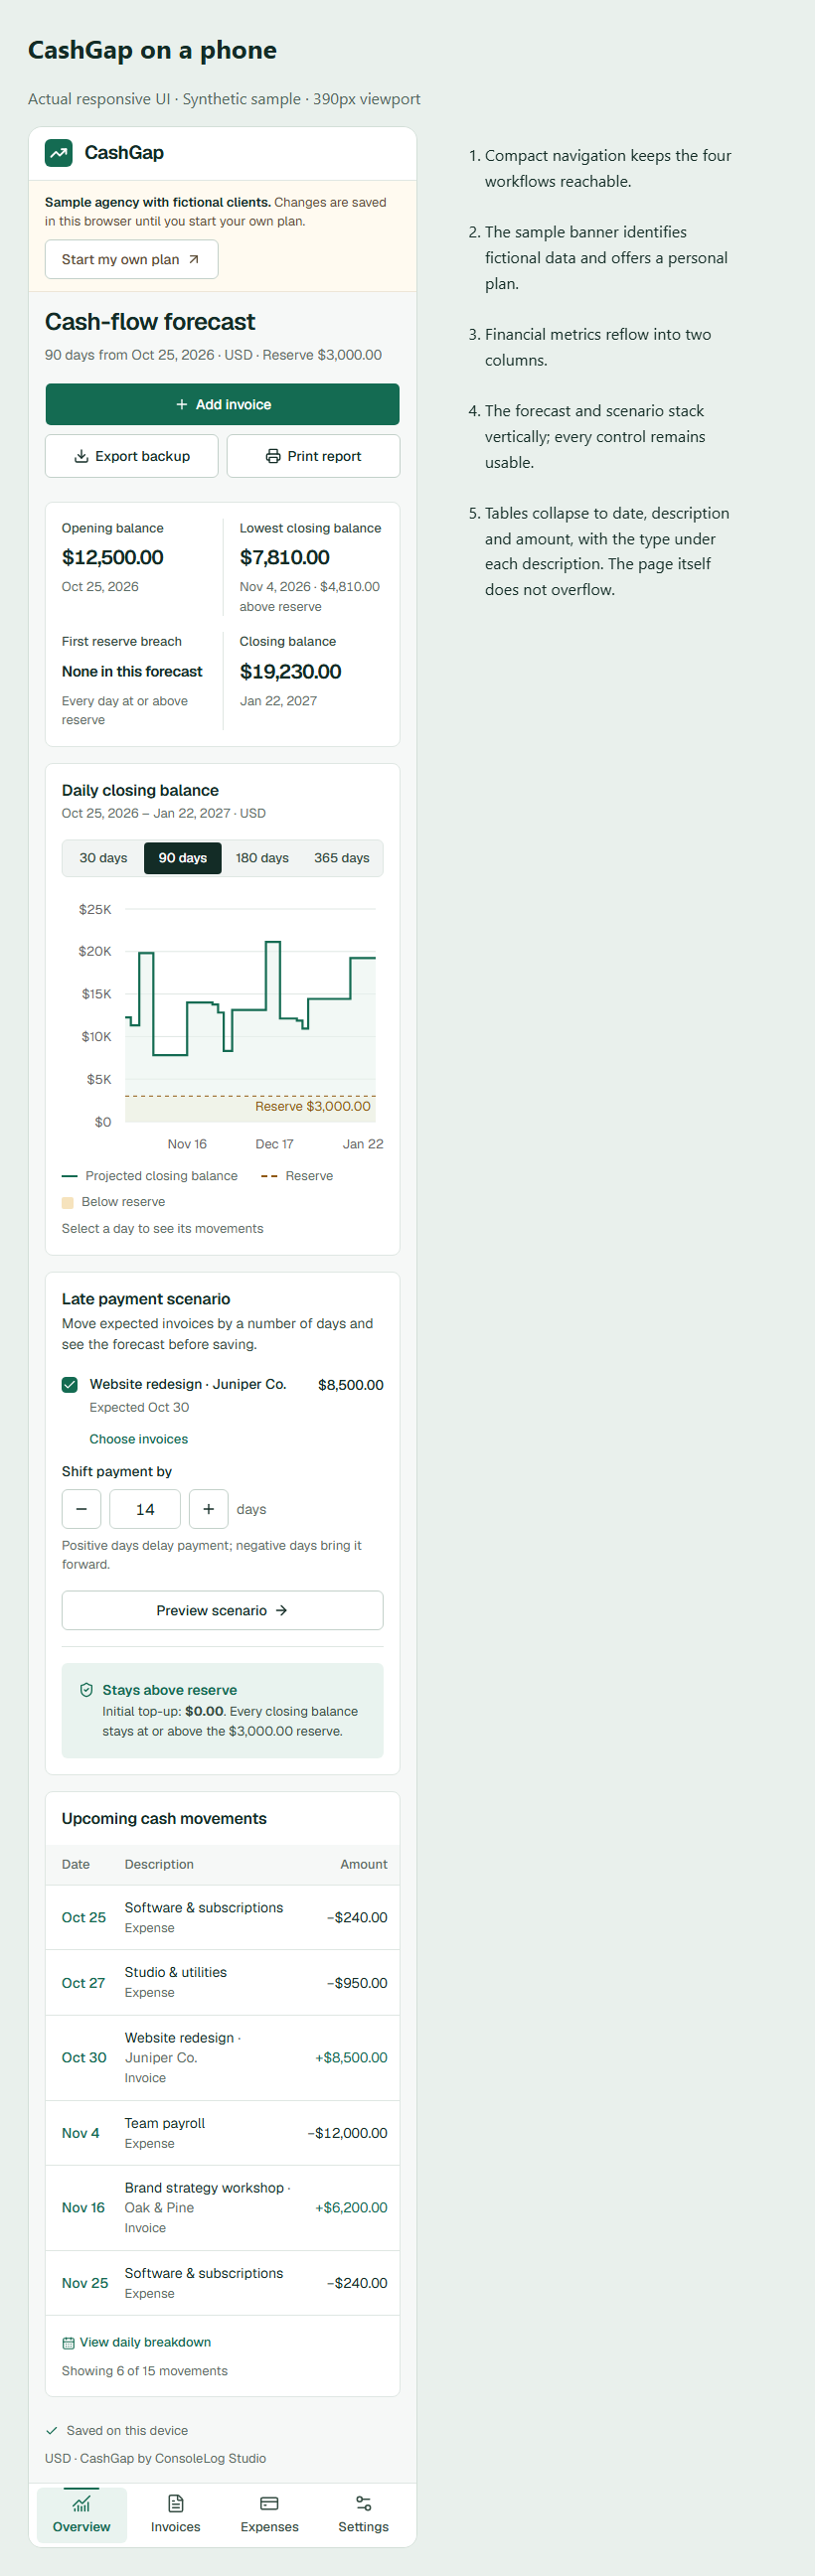 CashGap on a phone
Actual responsive UI · Synthetic sample · 390px viewport
CashGap
Sample agency with fictional clients. Changes are saved
in this browser until you start your own plan.
Start my own plan
Cash-flow forecast
90 days from Oct 25, 2026 · USD · Reserve $3,000.00
Add invoice
Export backup
Print report
Opening balance
$12,500.00
Oct 25, 2026
Lowest closing balance
$7,810.00
Nov 4, 2026 · $4,810.00
above reserve
First reserve breach
None in this forecast
Every day at or above
reserve
Closing balance
$19,230.00
Jan 22, 2027
Daily closing balance
Oct 25, 2026 – Jan 22, 2027 · USD
30 days 90 days 180 days 365 days
$25K
$20K
$15K
$10K
$5K
Reserve $3,000.00
$0
Nov 16 Dec 17 Jan 22
Projected closing balance Reserve
Below reserve
Select a day to see its movements
Late payment scenario
Move expected invoices by a number of days and
see the forecast before saving.
Website redesign · Juniper Co. $8,500.00
Expected Oct 30
Choose invoices
Shift payment by
− 14 + days
Positive days delay payment; negative days bring it
forward.
Preview scenario →
Stays above reserve
Initial top-up: $0.00. Every closing balance
stays at or above the $3,000.00 reserve.
Upcoming cash movements
Date Description Amount
Oct 25 Software & subscriptions −$240.00
Expense
Oct 27 Studio & utilities −$950.00
Expense
Website redesign ·
Oct 30 Juniper Co. +$8,500.00
Invoice
Nov 4 Team payroll −$12,000.00
Expense
Brand strategy workshop ·
Nov 16 Oak & Pine +$6,200.00
Invoice
Nov 25 Software & subscriptions −$240.00
Expense
View daily breakdown
Showing 6 of 15 movements
Saved on this device
USD · CashGap by ConsoleLog Studio
Overview Invoices Expenses Settings
1. Compact navigation keeps the four
workflows reachable.
2. The sample banner identifies
fictional data and offers a personal
plan.
3. Financial metrics reflow into two
columns.
4. The forecast and scenario stack
vertically; every control remains
usable.
5. Tables collapse to date, description
and amount, with the type under
each description. The page itself
does not overflow.